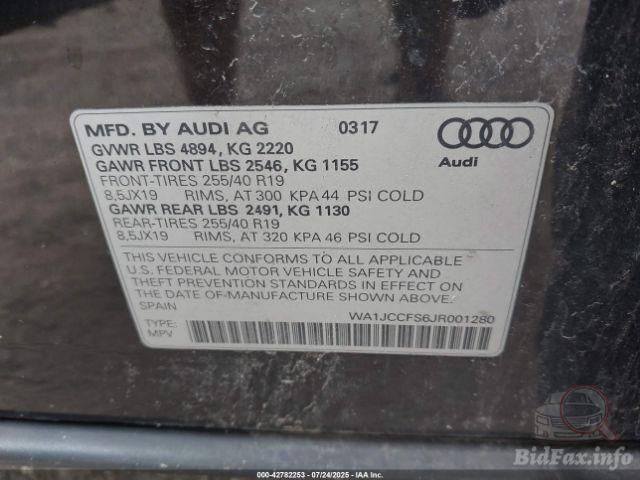 MFD. BY AUDI AG 0317
GVWR LBS 4894, KG 2220
GAWR FRONT LBS 2546, KG 1155
FRONT-TIRES 255/40 R19
8,5JX19 RIMS, AT 300 KPA 44 PSI COLD
GAWR REAR LBS 2491, KG 1130
REAR-TIRES 255/40 R19
8,5JX19 RIMS, AT 320 KPA 46 PSI COLD
Audi
THIS VEHICLE CONFORMS TO ALL APPLICABLE
U.S. FEDERAL MOTOR VEHICLE SAFETY AND
THEFT PREVENTION STANDARDS IN EFFECT ON
THE DATE OF MANUFACTURE SHOWN ABOVE.
SPAIN
WA1JCCFS6JR001280
TYPE:
MPV
BidFax.info
000-42782253 - 07/24/2025 - IAA Inc.